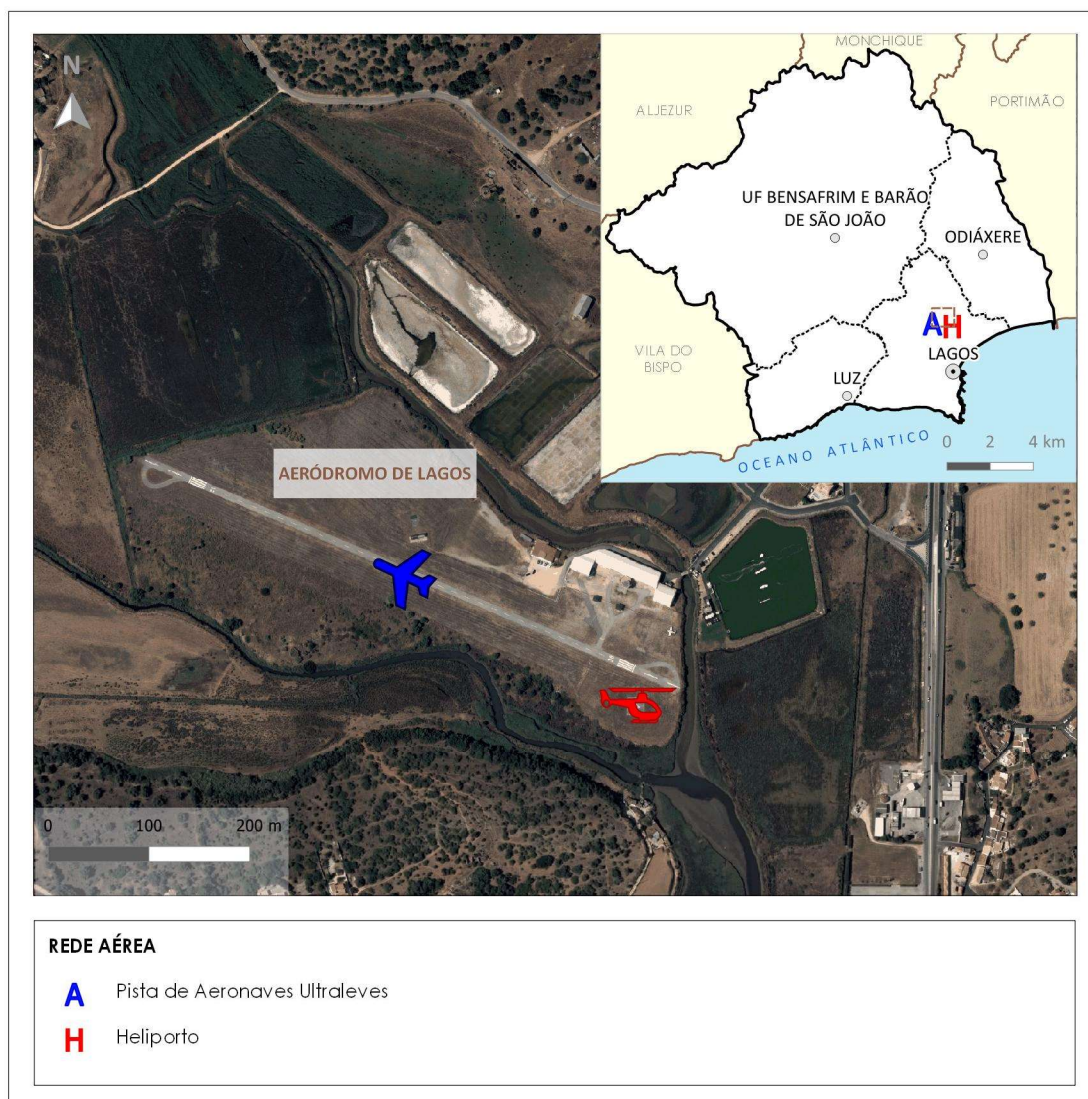 N
AERÓDROMO DE LAGOS
0 100 200 m
MONCHIQUE
ALJEZUR
PORTIMÃO
UF BENSAFRIM E BARÃO
DE SÃO JOÃO
ODIÁXERE
A H
LAGOS
VILA DO
BISPO
LUZ
OCEANO ATLÂNTICO
0 2 4 km
REDE AÉREA
A Pista de Aeronaves Ultraleves
H Heliporto